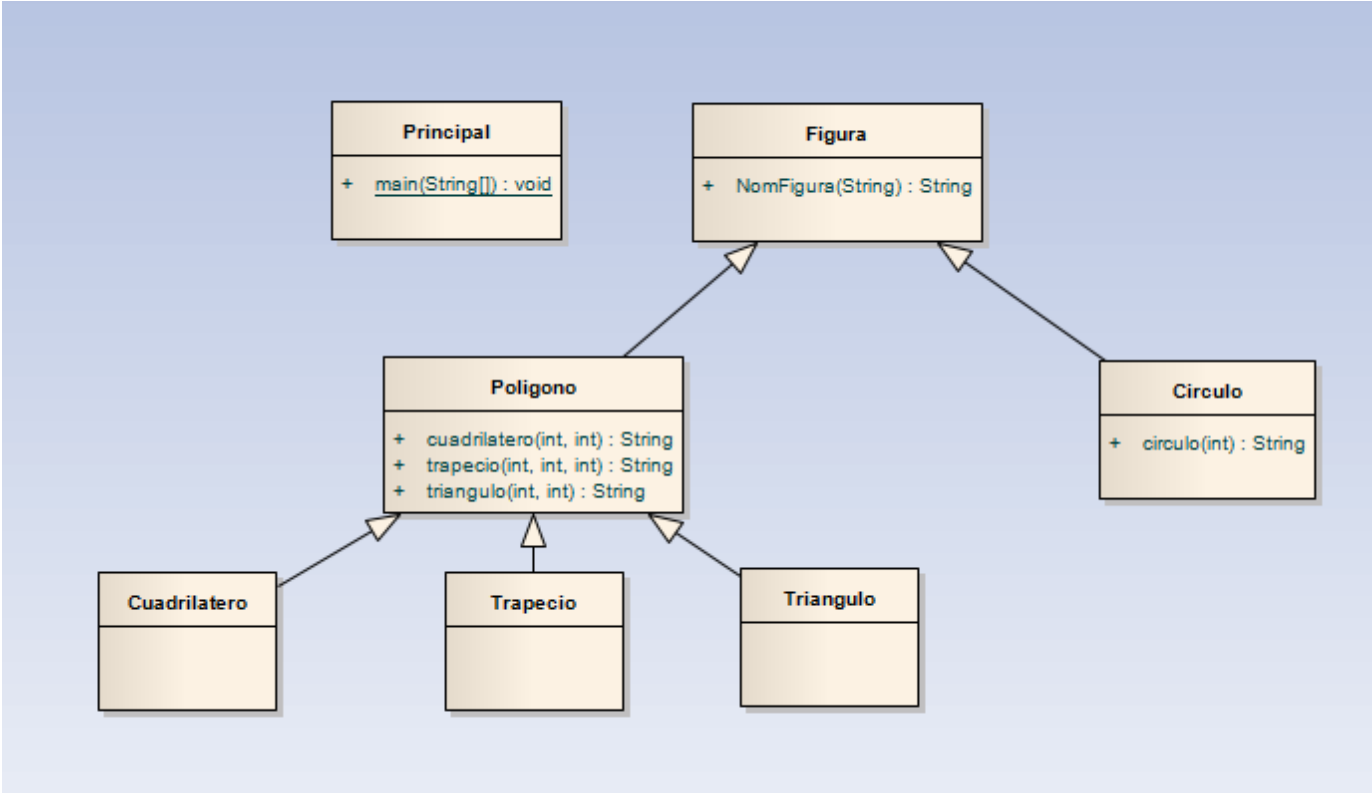 Principal
+ main(String[]) : void
Figura
+ NomFigura(String) : String
Poligono
+ cuadrilatero(int, int) : String
+ trapecio(int, int, int) : String
+ triangulo(int, int) : String
Circulo
+ circulo(int) : String
Cuadrilatero
Trapecio
Triangulo